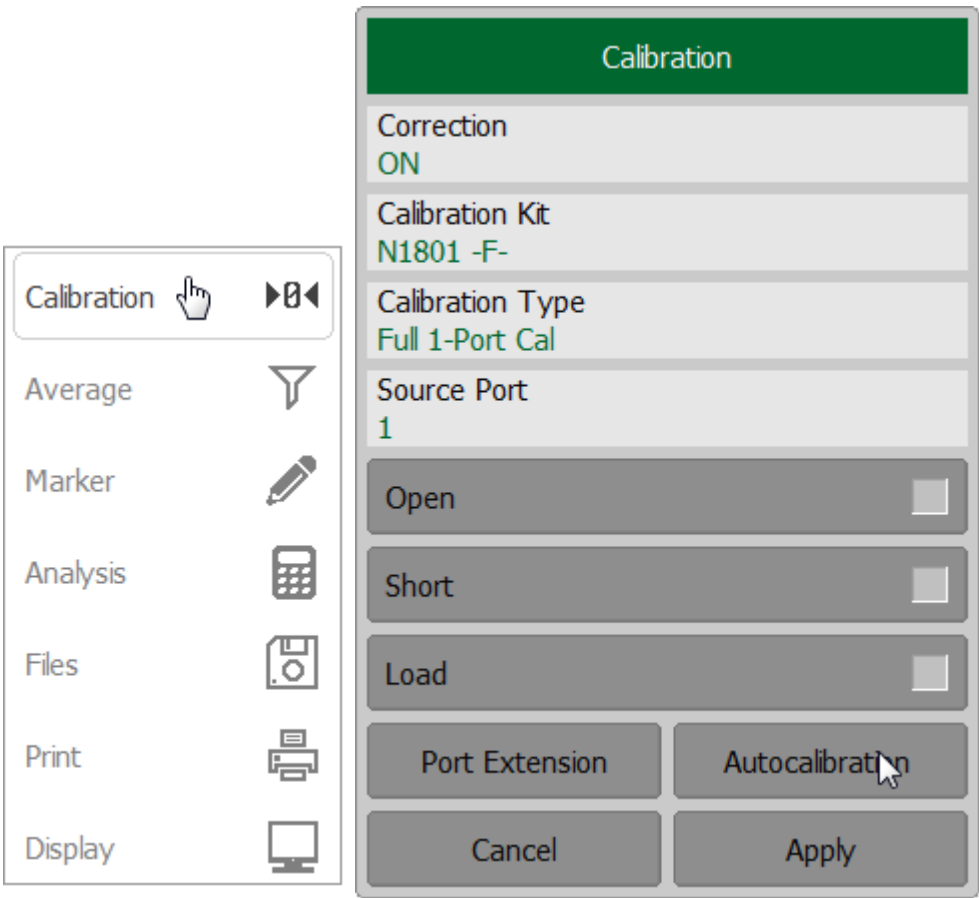 Calibration
Average
Marker
Analysis
Files
Print
Display
Calibration
Correction
ON
Calibration Kit
N1801 -F-
Calibration Type
Full 1-Port Cal
Source Port
1
Open
Short
Load
Port Extension
Autocalibration
Cancel
Apply